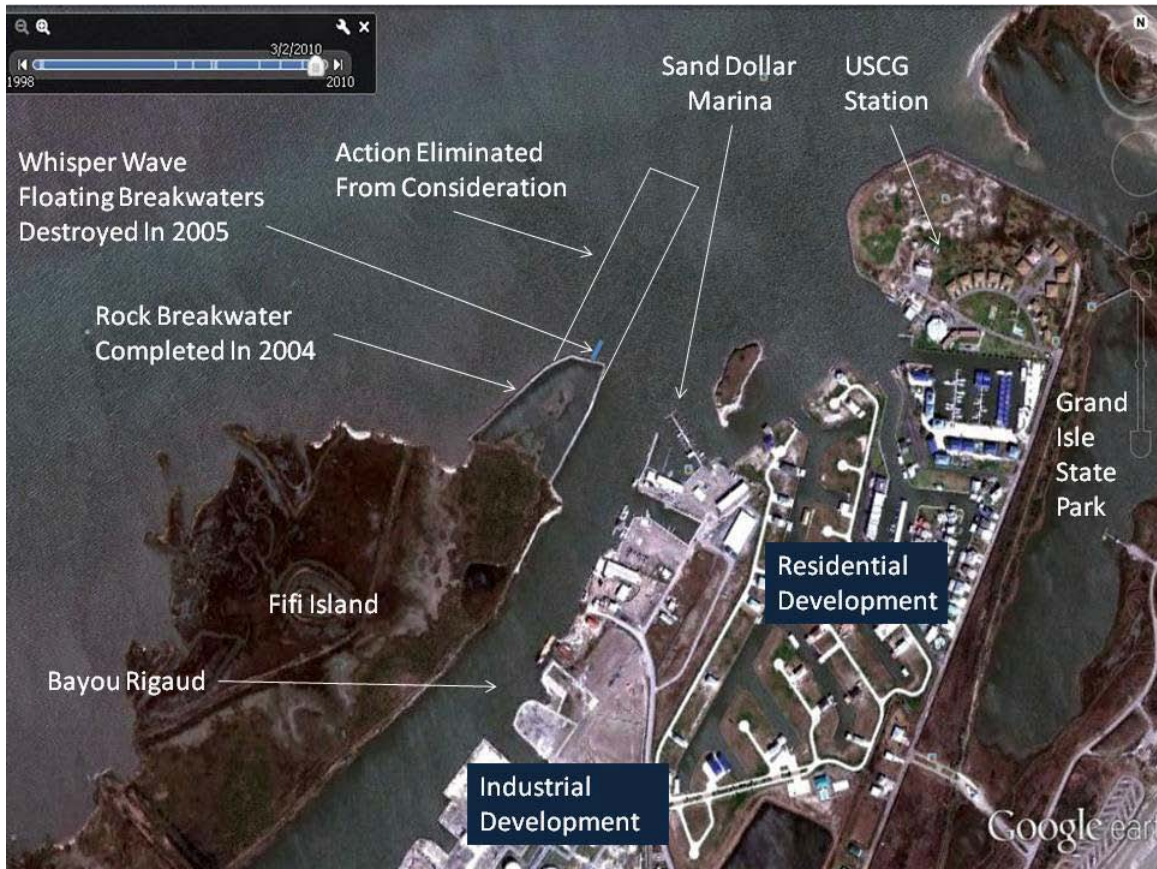 3/2/2010
1998
2010
N
Sand Dollar
Marina
USCG
Station
Whisper Wave
Floating Breakwaters
Destroyed In 2005
Action Eliminated
From Consideration
Rock Breakwater
Completed In 2004
Grand
Isle
State
Park
Residential
Development
Fifi Island
Bayou Rigaud
Industrial
Development
Google eart